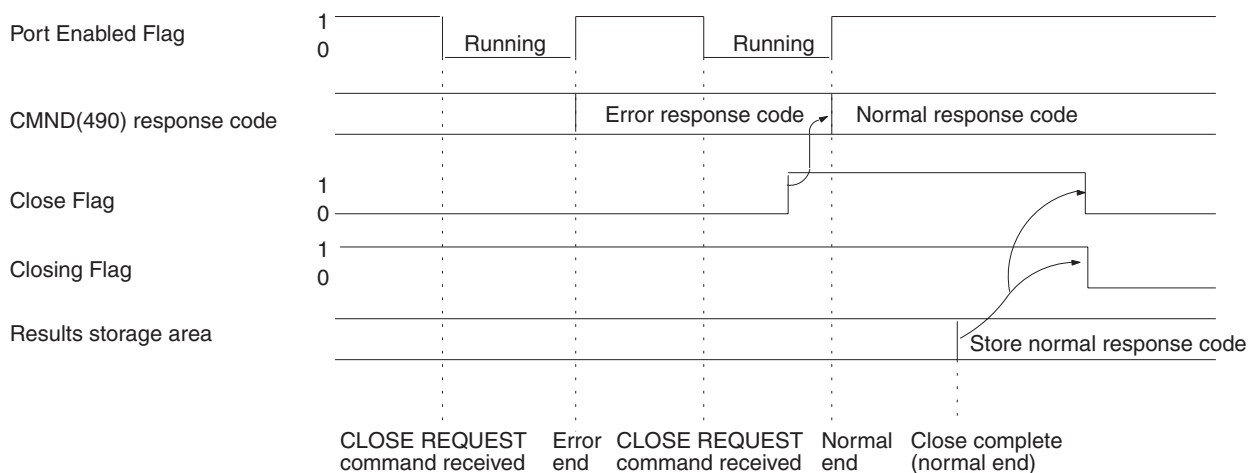 Port Enabled Flag
1
0
Running
Running
CMND(490) response code
Error response code
Normal response code
Close Flag
1
0
Closing Flag
1
0
Results storage area
Store normal response code
CLOSE REQUEST
command received
Error
end
CLOSE REQUEST
command received
Normal
end
Close complete
(normal end)